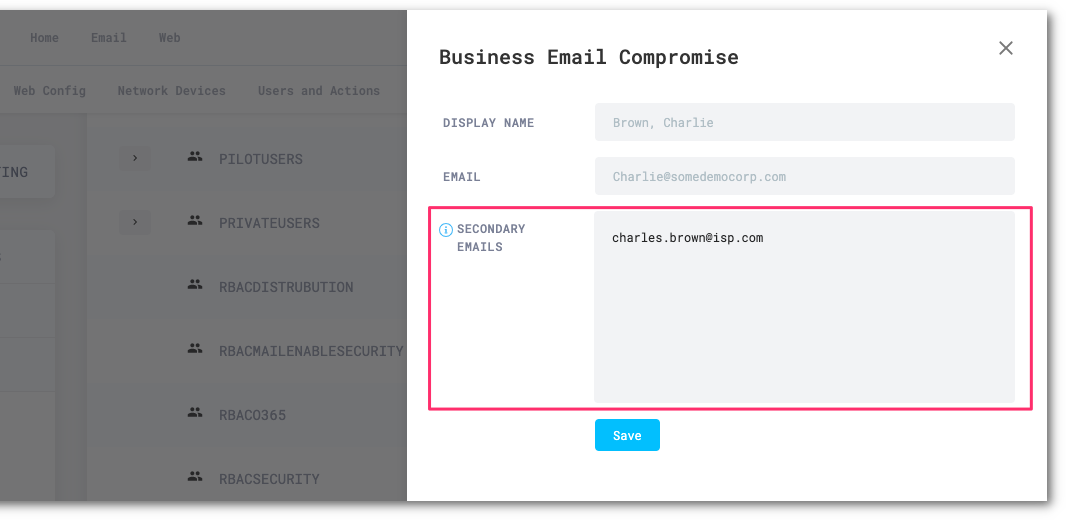 Home Email Web
Business Email Compromise
Web Config Network Devices Users and Actions
DISPLAY NAME Brown, Charlie
PILOTUSERS
EMAIL Charlie@somedemocorp.com
PRIVATEUSERS
SECONDARY
EMAILS
charles.brown@isp.com
RBACDISTRUBUTION
RBACMAILENABLESECURITY
RBACO365
Save
RBACSECURITY